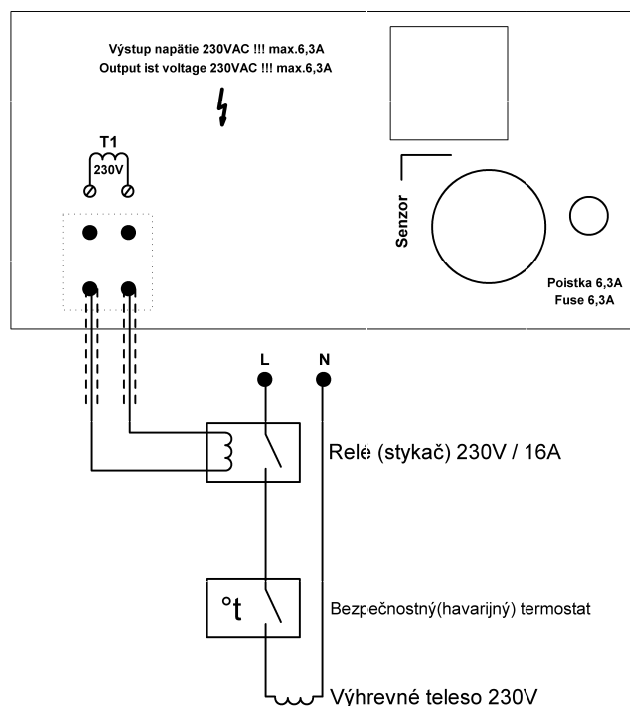 Výstup napätie 230VAC !!! max.6,3A
Output ist voltage 230VAC !!! max.6,3A
T1
230V
Senzor
Poistka 6,3A
Fuse 6,3A
L
N
Relé (stykač) 230V / 16A
°t
Bezpečnostný(havarijný) termostat
Výhrevné teleso 230V